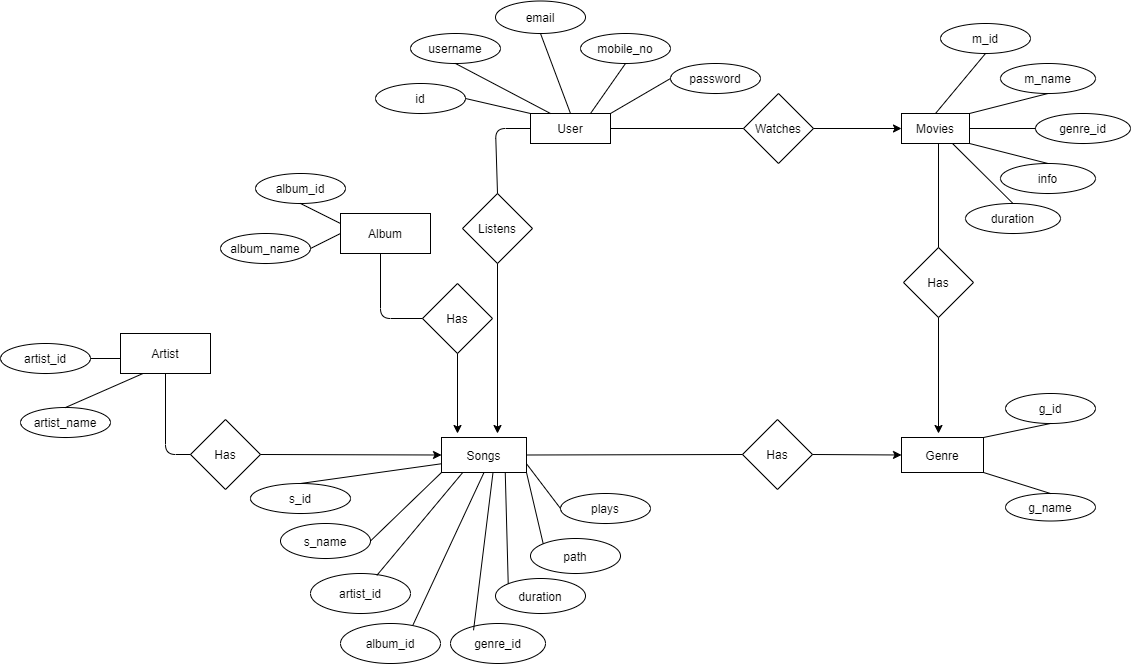 email
username
mobile_no
m_id
password
m_name
id
User
Watches
Movies
genre_id
info
album_id
duration
Album
Listens
album_name
Has
Has
Artist
artist_id
artist_name
g_id
Has
Songs
Has
Genre
s_id
plays
g_name
s_name
path
artist_id
duration
album_id
genre_id